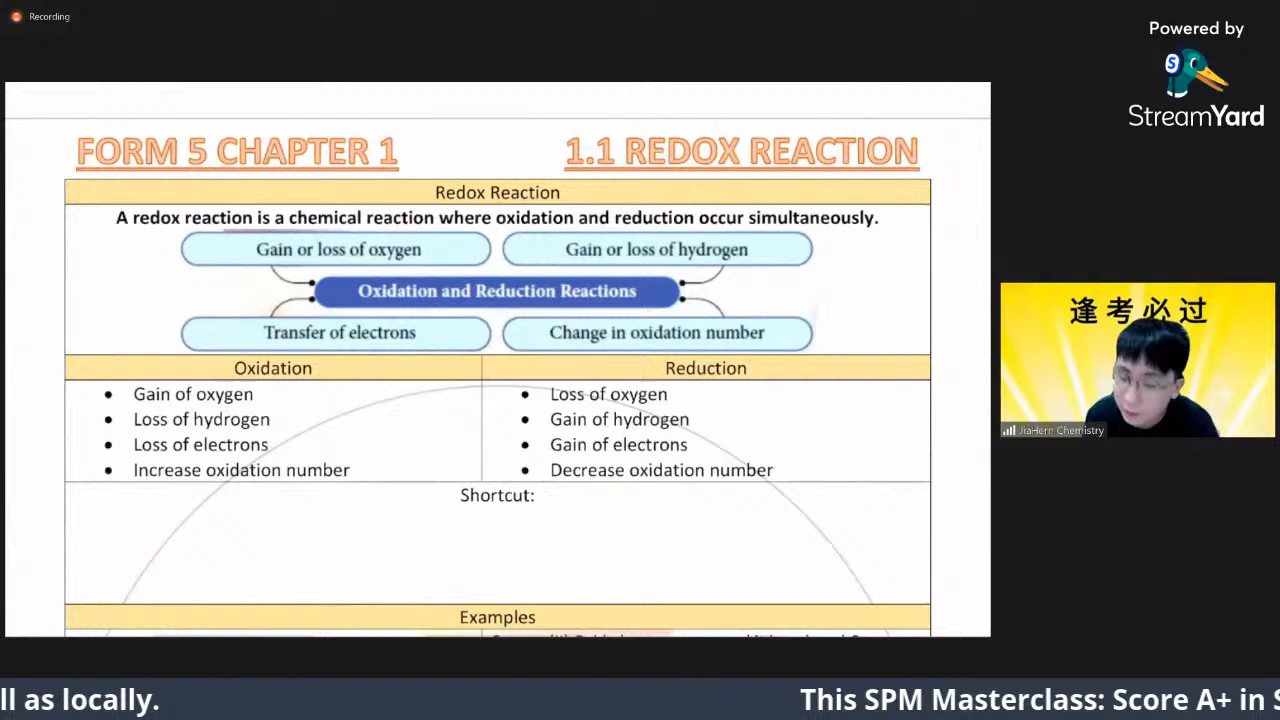 Recording
Powered by
S
StreamYard
FORM 5 CHAPTER 1
1.1 REDOX REACTION
Redox Reaction
A redox reaction is a chemical reaction where oxidation and reduction occur simultaneously.
Gain or loss of oxygen
Gain or loss of hydrogen
Oxidation and Reduction Reactions
Transfer of electrons
Change in oxidation number
Oxidation
Reduction
• Gain of oxygen
• Loss of hydrogen
• Loss of electrons
• Increase oxidation number
• Loss of oxygen
• Gain of hydrogen
• Gain of electrons
• Decrease oxidation number
Shortcut:
Examples
逢考必过
JiaHern Chemistry
ll as locally.
This SPM Masterclass: Score A+ in S